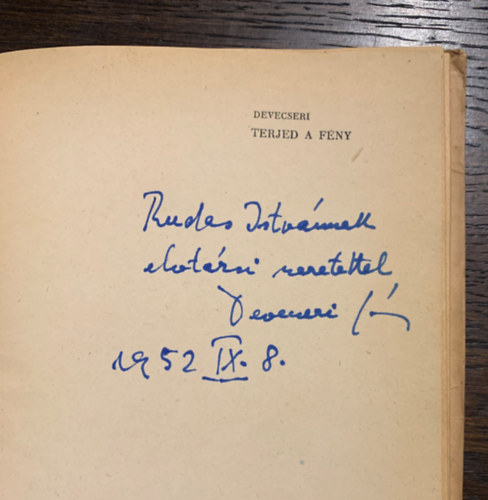 DEVECSERI
TERJED A FÉNY
Rudas Istvánnak
elvtársi szeretettel
Devecseri Gábor
1952 IX. 8.